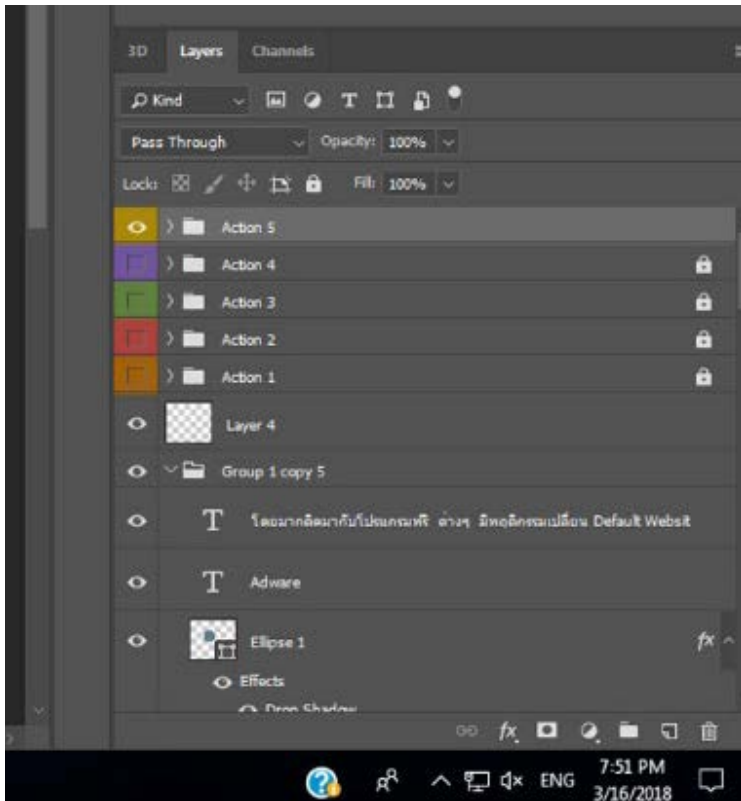 3D Layers Channels
Kind
Pass Through Opacity: 100%
Lock: Fill: 100%
Action 5
Action 4
Action 3
Action 2
Action 1
Layer 4
Group 1 copy 5
T โดยมากติดมากับโปรแกรมฟรี ต่างๆ มีพฤติกรรมเปลี่ยน Default Websit
T Adware
Ellipse 1 fx
Effects
Drop Shadow
fx
ENG 7:51 PM
3/16/2018